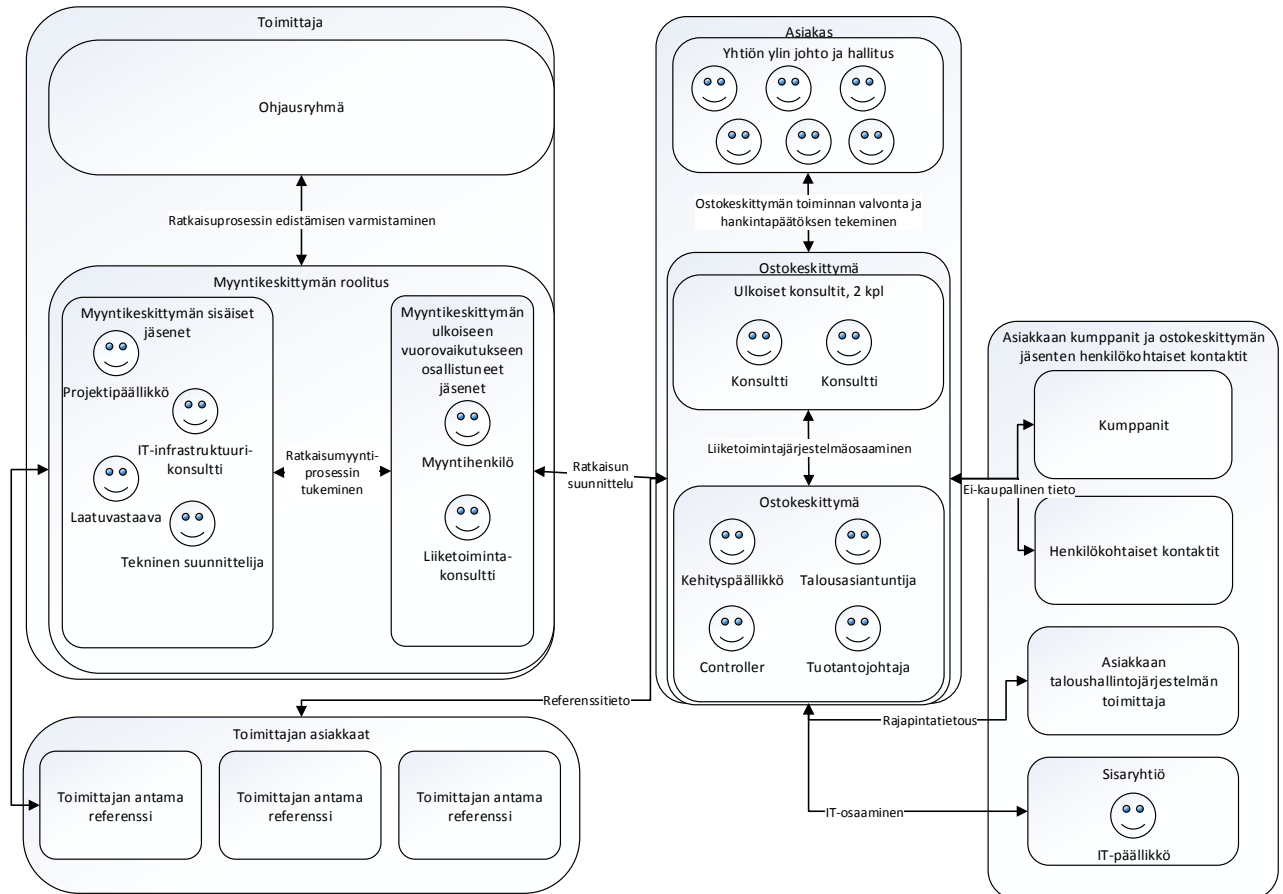 Toimittaja
Ohjausryhmä
Ratkaisuprosessin edistämisen varmistaminen
Myyntikeskittymän roolitus
Myyntikeskittymän sisäiset
jäsenet
Projektipäällikkö
IT-infrastruktuuri-
konsultti
Laatuvastaava
Tekninen suunnittelija
Ratkaisumyynti-
prosessin
tukeminen
Myyntikeskittymän
ulkoiseen
vuorovaikutukseen
osallistuneet
jäsenet
Myyntihenkilö
Liiketoiminta-
konsultti
Ratkaisun
suunnittelu
Referenssitieto
Toimittajan asiakkaat
Toimittajan antama
referenssi
Toimittajan antama
referenssi
Toimittajan antama
referenssi
Asiakas
Yhtiön ylin johto ja hallitus
Ostokeskittymän toiminnan valvonta ja
hankintapäätöksen tekeminen
Ostokeskittymä
Ulkoiset konsultit, 2 kpl
Konsultti
Konsultti
Liiketoimintajärjestelmäosaaminen
Ostokeskittymä
Kehityspäällikkö
Talousasiantuntija
Controller
Tuotantojohtaja
Ei-kaupallinen tieto
Rajapintatietous
IT-osaaminen
Asiakkaan kumppanit ja ostokeskittymän
jäsenten henkilökohtaiset kontaktit
Kumppanit
Henkilökohtaiset kontaktit
Asiakkaan
taloushallintojärjestelmän
toimittaja
Sisaryhtiö
IT-päällikkö